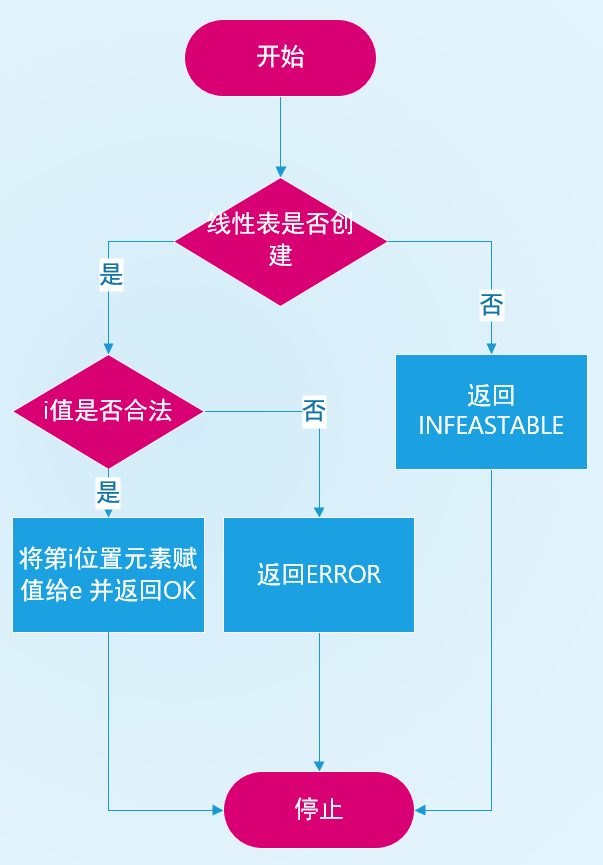 开始
线性表是否创
建
是
否
i值是否合法
返回
INFEASTABLE
否
是
将第i位置元素赋
值给e 并返回OK
返回ERROR
停止